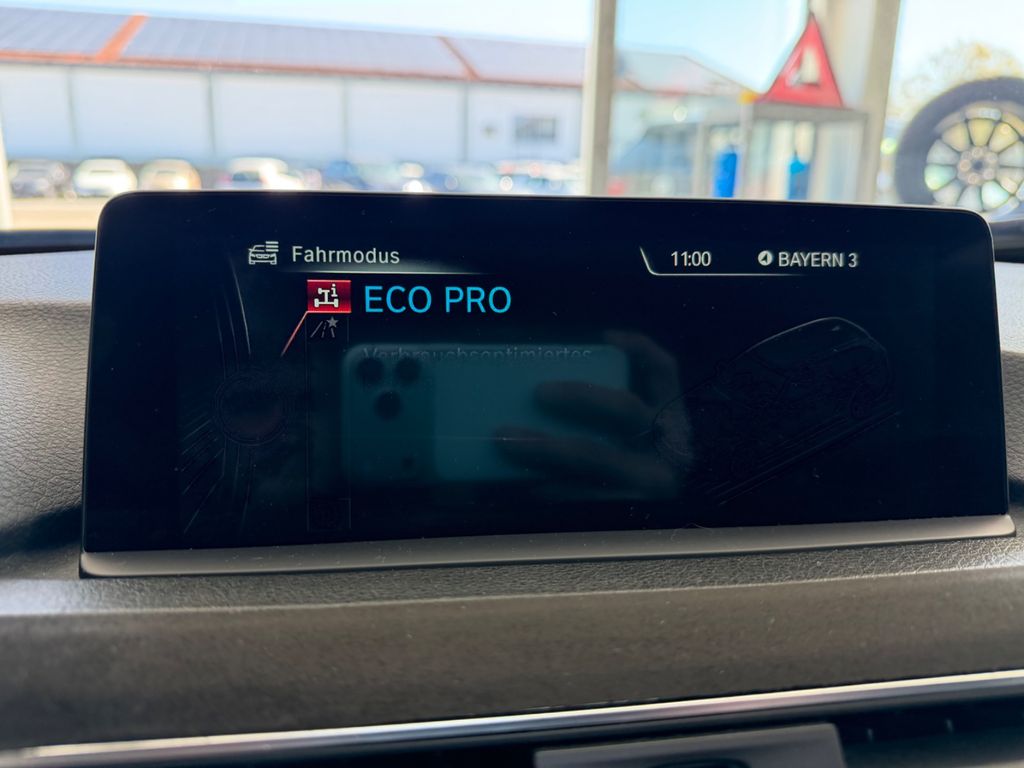 Fahrmodus
11:00
BAYERN 3
ECO PRO
Verbrauchsoptimiertes